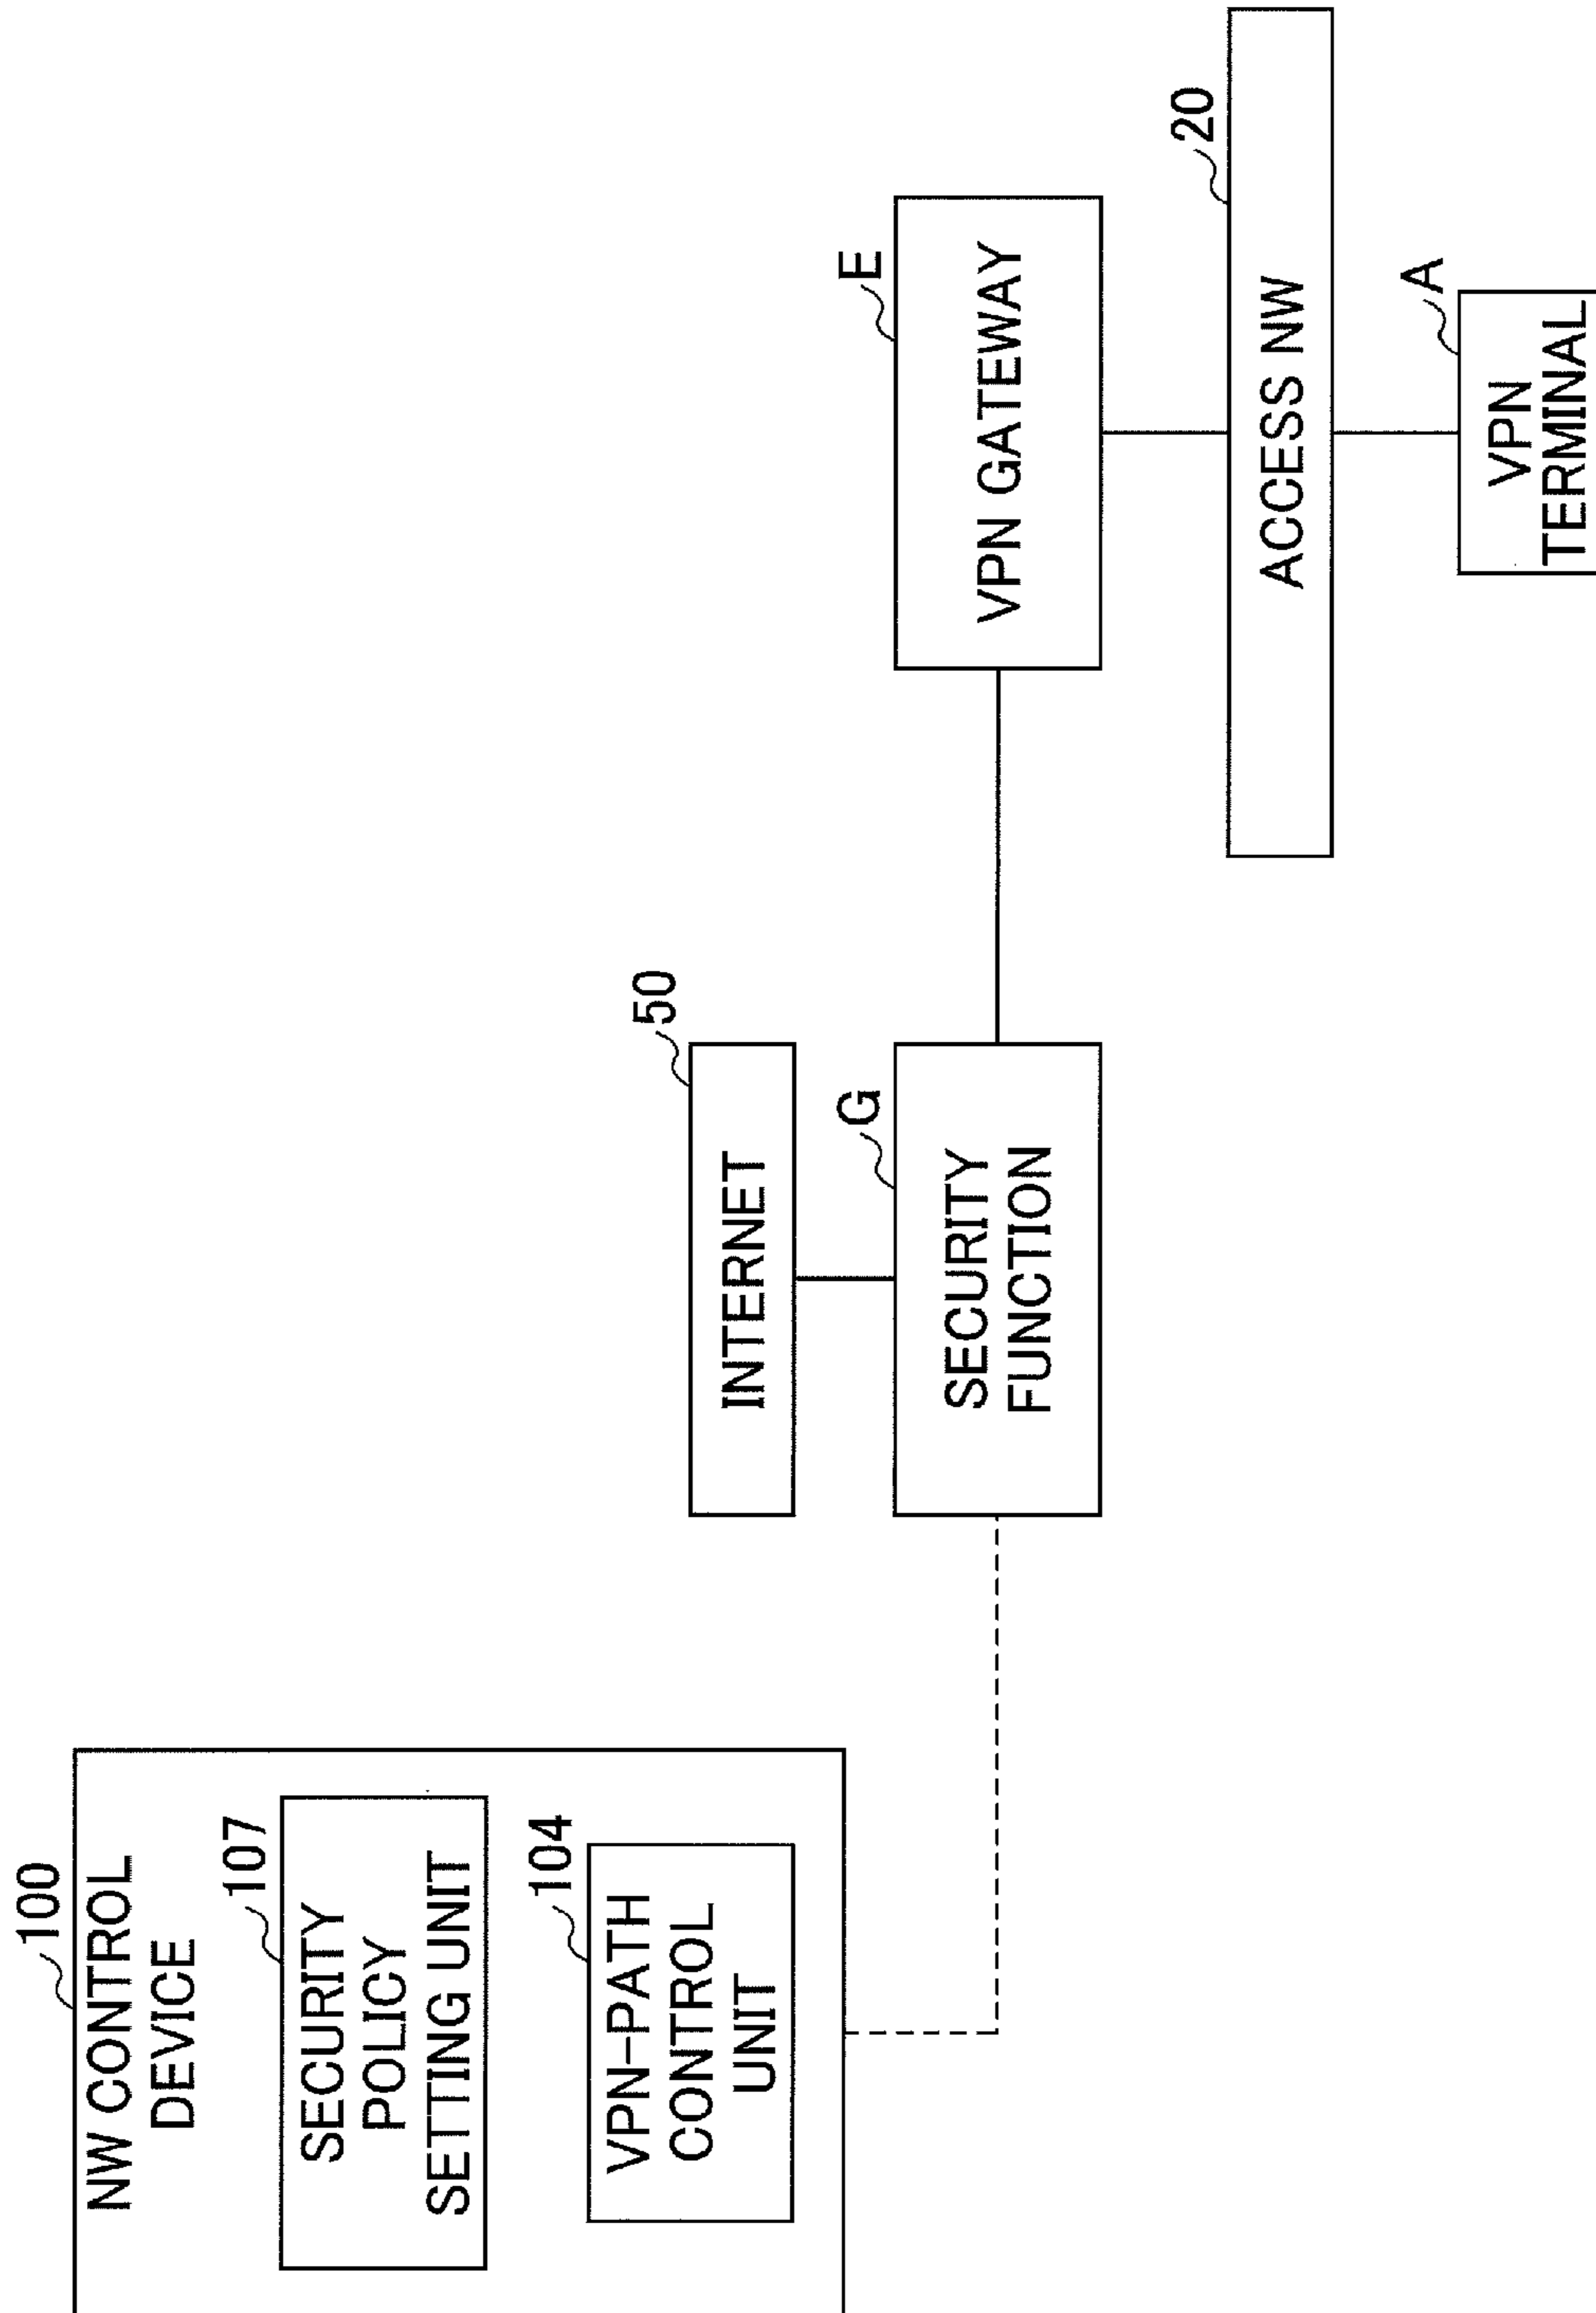 100
NW CONTROL
DEVICE
107
SECURITY
POLICY
SETTING UNIT
104
VPN-PATH
CONTROL
UNIT
50
INTERNET
G
SECURITY
FUNCTION
E
VPN GATEWAY
20
ACCESS NW
A
VPN
TERMINAL